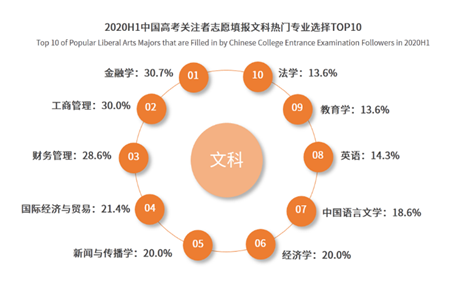 2020H1中国高考关注者志愿填报文科热门专业选择TOP10
Top 10 of Popular Liberal Arts Majors that are Filled in by Chinese College Entrance Examination Followers in 2020H1
01
金融学：30.7%
02
工商管理：30.0%
03
财务管理：28.6%
04
国际经济与贸易：21.4%
05
新闻与传播学：20.0%
06
经济学：20.0%
07
中国语言文学：18.6%
08
英语：14.3%
09
教育学：13.6%
10
法学：13.6%
文科